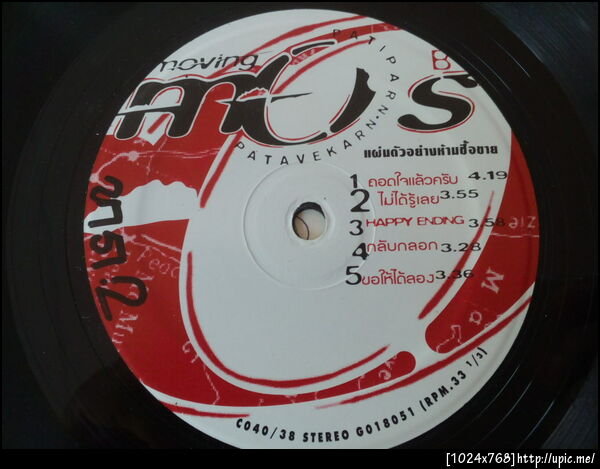 moving
mos
B
PATIPARN PATAVEKARN
แผ่นตัวอย่างห้ามซื้อขาย
1 ถอดใจแล้วครับ 4.19
2 ไม่ได้รู้เลย 3.55
3 HAPPY ENDING 3.58
4 กลับกลอก 3.28
5 ขอให้ได้ลอง 3.36
CO40/38 STEREO G018051 (RPM.33 1/3)
[1024x768]http://upic.me/